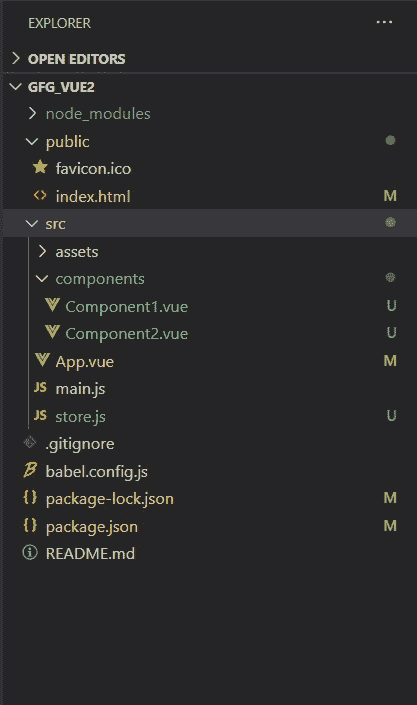 EXPLORER ...
OPEN EDITORS
GFG_VUE2
node_modules
public
favicon.ico
index.html M
src
assets
components
Component1.vue U
Component2.vue U
App.vue M
JS main.js
JS store.js U
.gitignore
babel.config.js
{} package-lock.json M
{} package.json M
README.md